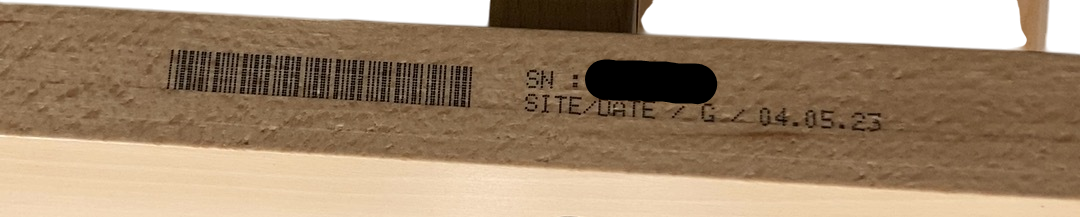 SN :
SITE/DATE / G / 04.05.23